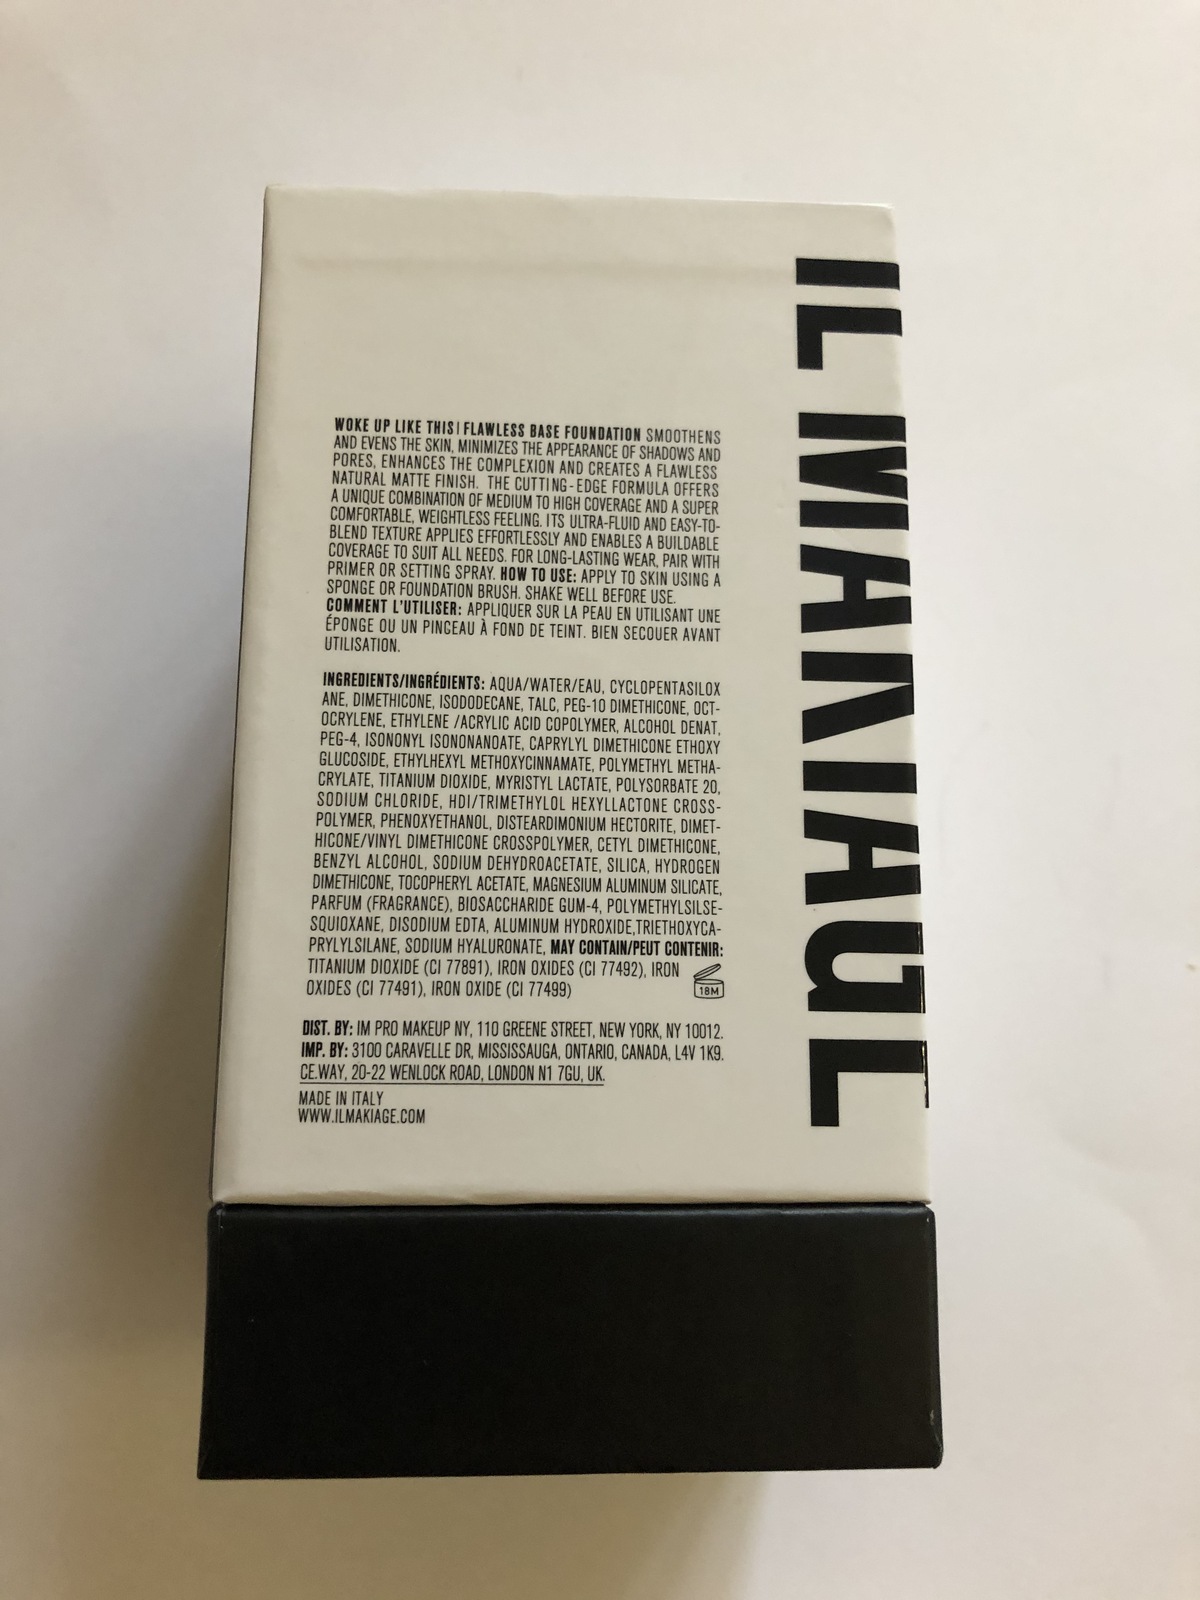 IL MAKIAGE
WOKE UP LIKE THIS| FLAWLESS BASE FOUNDATION SMOOTHENS
AND EVENS THE SKIN, MINIMIZES THE APPEARANCE OF SHADOWS AND
PORES, ENHANCES THE COMPLEXION AND CREATES A FLAWLESS
NATURAL MATTE FINISH. THE CUTTING-EDGE FORMULA OFFERS
A UNIQUE COMBINATION OF MEDIUM TO HIGH COVERAGE AND A SUPER
COMFORTABLE, WEIGHTLESS FEELING. ITS ULTRA-FLUID AND EASY-TO-
BLEND TEXTURE APPLIES EFFORTLESSLY AND ENABLES A BUILDABLE
COVERAGE TO SUIT ALL NEEDS. FOR LONG-LASTING WEAR, PAIR WITH
PRIMER OR SETTING SPRAY. HOW TO USE: APPLY TO SKIN USING A
SPONGE OR FOUNDATION BRUSH. SHAKE WELL BEFORE USE.
COMMENT L'UTILISER: APPLIQUER SUR LA PEAU EN UTILISANT UNE
ÉPONGE OU UN PINCEAU À FOND DE TEINT. BIEN SECOUER AVANT
UTILISATION.
INGREDIENTS/INGRÉDIENTS: AQUA/WATER/EAU, CYCLOPENTASILOX
ANE, DIMETHICONE, ISODODECANE, TALC, PEG-10 DIMETHICONE, OCT-
OCRYLENE, ETHYLENE /ACRYLIC ACID COPOLYMER, ALCOHOL DENAT,
PEG-4, ISONONYL ISONONANOATE, CAPRYLYL DIMETHICONE ETHOXY
GLUCOSIDE, ETHYLHEXYL METHOXYCINNAMATE, POLYMETHYL METHA-
CRYLATE, TITANIUM DIOXIDE, MYRISTYL LACTATE, POLYSORBATE 20,
SODIUM CHLORIDE, HDI/TRIMETHYLOL HEXYLLACTONE CROSS-
POLYMER, PHENOXYETHANOL, DISTEARDIMONIUM HECTORITE, DIMET-
HICONE/VINYL DIMETHICONE CROSSPOLYMER, CETYL DIMETHICONE,
BENZYL ALCOHOL, SODIUM DEHYDROACETATE, SILICA, HYDROGEN
DIMETHICONE, TOCOPHERYL ACETATE, MAGNESIUM ALUMINUM SILICATE,
PARFUM (FRAGRANCE), BIOSACCHARIDE GUM-4, POLYMETHYLSILSE-
SQUIOXANE, DISODIUM EDTA, ALUMINUM HYDROXIDE,TRIETHOXYCA-
PRYLYLSILANE, SODIUM HYALURONATE, MAY CONTAIN/PEUT CONTENIR:
TITANIUM DIOXIDE (CI 77891), IRON OXIDES (CI 77492), IRON
OXIDES (CI 77491), IRON OXIDE (CI 77499)
18M
DIST. BY: IM PRO MAKEUP NY, 110 GREENE STREET, NEW YORK, NY 10012.
IMP. BY: 3100 CARAVELLE DR, MISSISSAUGA, ONTARIO, CANADA, L4V 1K9.
CE.WAY, 20-22 WENLOCK ROAD, LONDON N1 7GU, UK.
MADE IN ITALY
WWW.ILMAKIAGE.COM